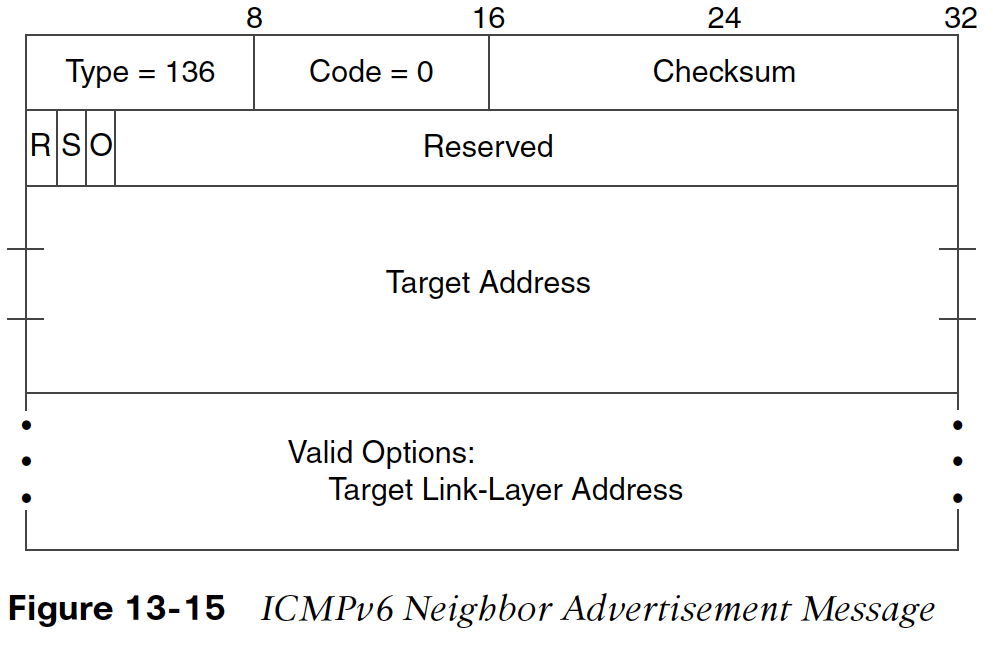 8 16 24 32
Type = 136 Code = 0 Checksum
R S O Reserved
Target Address
Valid Options:
Target Link-Layer Address
Figure 13-15 ICMPv6 Neighbor Advertisement Message